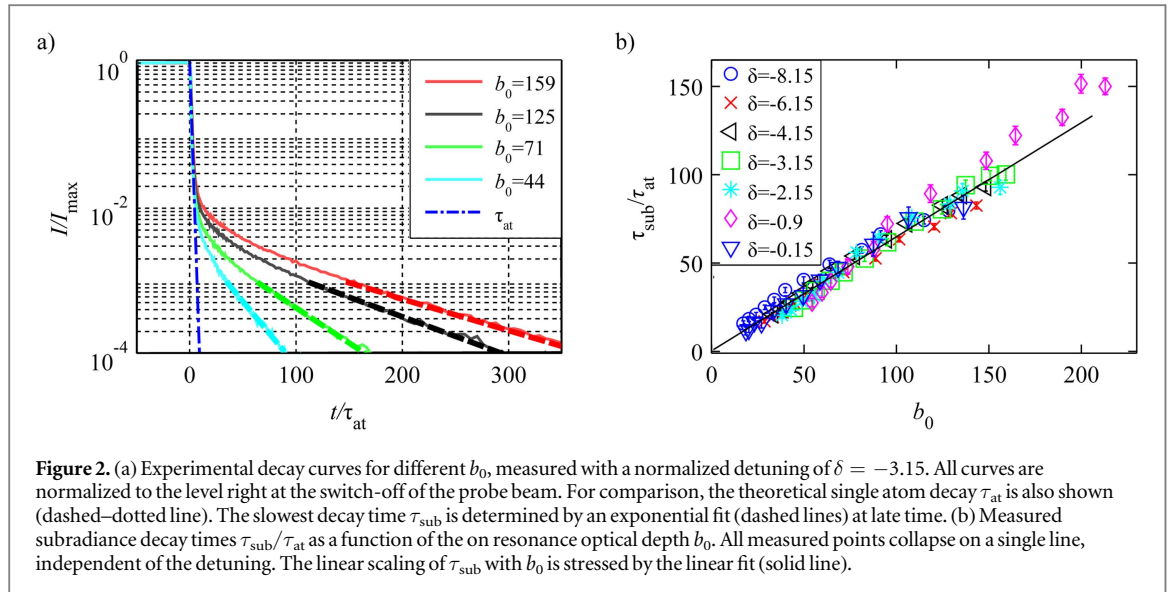 a)
10^0
10^-2
10^-4
I/I_max
0
100
200
300
t/τ_at
b_0=159
b_0=125
b_0=71
b_0=44
τ_at
b)
150
100
50
0
τ_sub/τ_at
0
50
100
150
200
b_0
δ=-8.15
δ=-6.15
δ=-4.15
δ=-3.15
δ=-2.15
δ=-0.9
δ=-0.15
Figure 2. (a) Experimental decay curves for different b_0, measured with a normalized detuning of δ = −3.15. All curves are
normalized to the level right at the switch-off of the probe beam. For comparison, the theoretical single atom decay τ_at is also shown
(dashed–dotted line). The slowest decay time τ_sub is determined by an exponential fit (dashed lines) at late time. (b) Measured
subradiance decay times τ_sub/τ_at as a function of the on resonance optical depth b_0. All measured points collapse on a single line,
independent of the detuning. The linear scaling of τ_sub with b_0 is stressed by the linear fit (solid line).